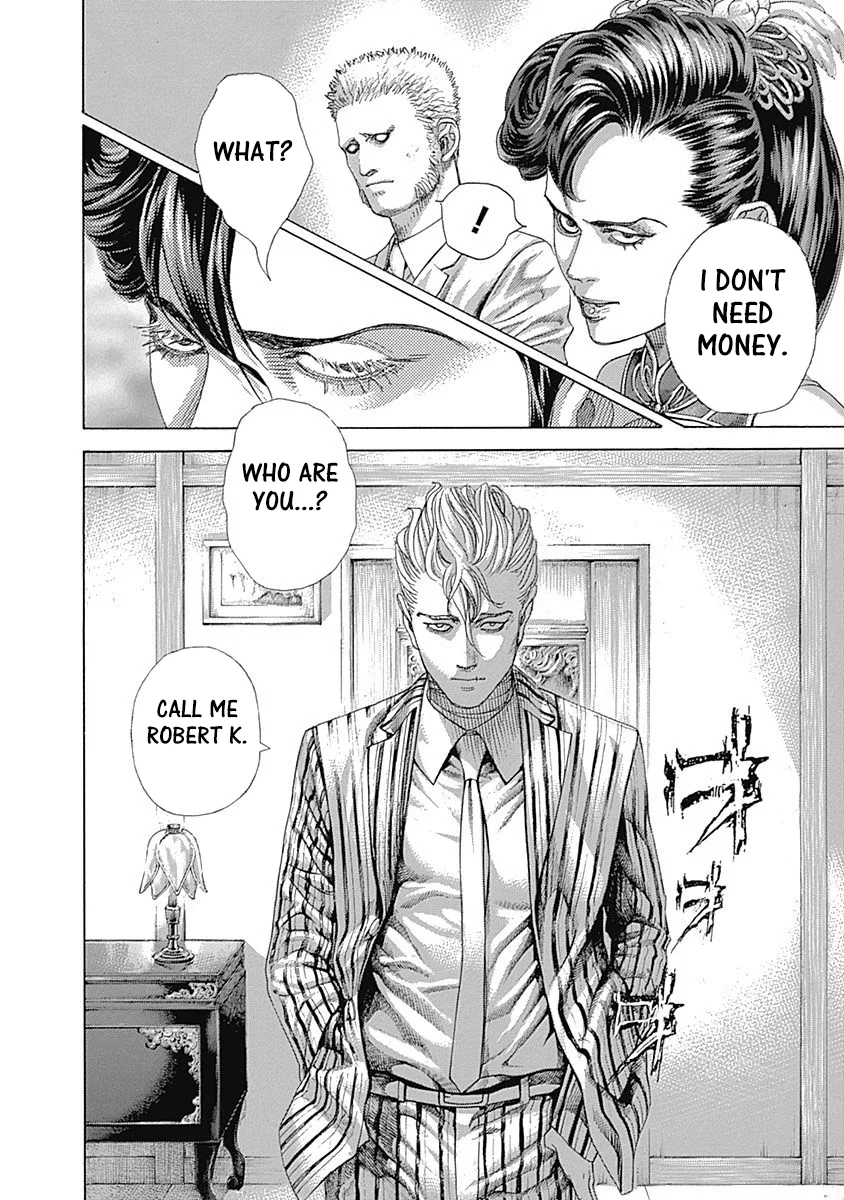 I DON'T
NEED
MONEY.
!
WHAT?
WHO ARE
YOU...?
CALL ME
ROBERT K.